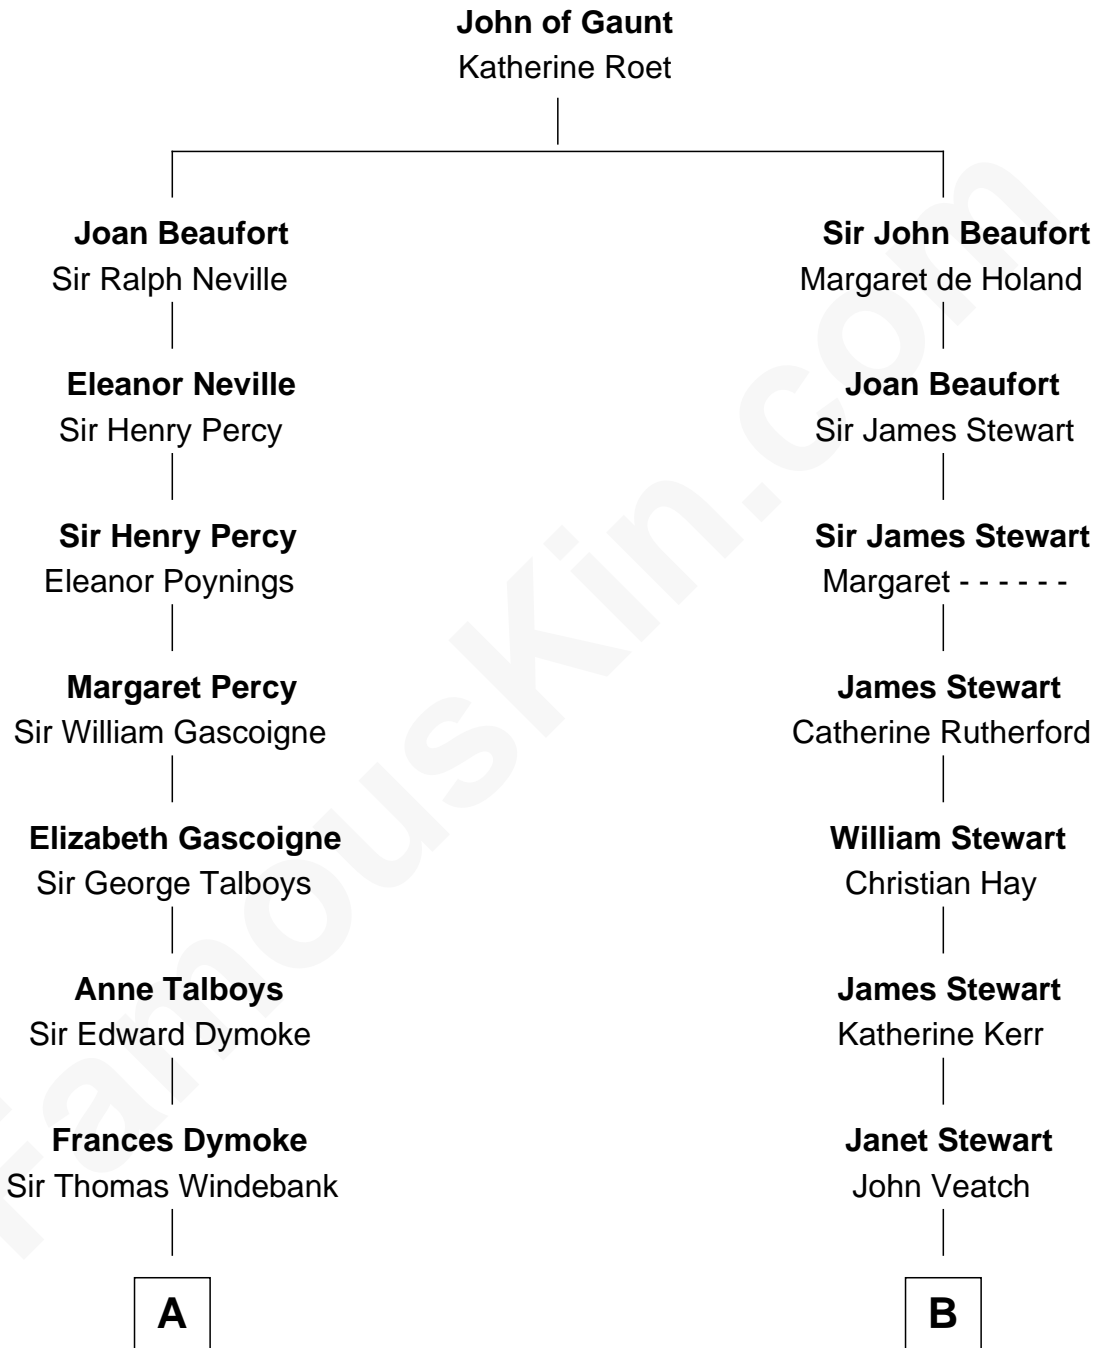 John of Gaunt
Katherine Roet
Joan Beaufort
Sir Ralph Neville
Eleanor Neville
Sir Henry Percy
Sir Henry Percy
Eleanor Poynings
Margaret Percy
Sir William Gascoigne
Elizabeth Gascoigne
Sir George Talboys
Anne Talboys
Sir Edward Dymoke
Frances Dymoke
Sir Thomas Windebank
A
Sir John Beaufort
Margaret de Holand
Joan Beaufort
Sir James Stewart
Sir James Stewart
Margaret - - - - - -
James Stewart
Catherine Rutherford
William Stewart
Christian Hay
James Stewart
Katherine Kerr
Janet Stewart
John Veatch
B
FamousKin.com